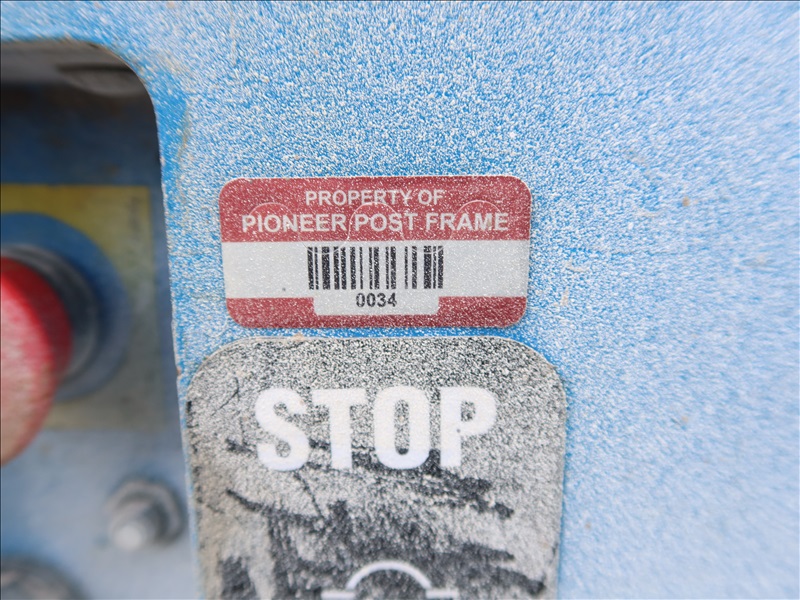 PROPERTY OF
PIONEER POST FRAME
0034
STOP